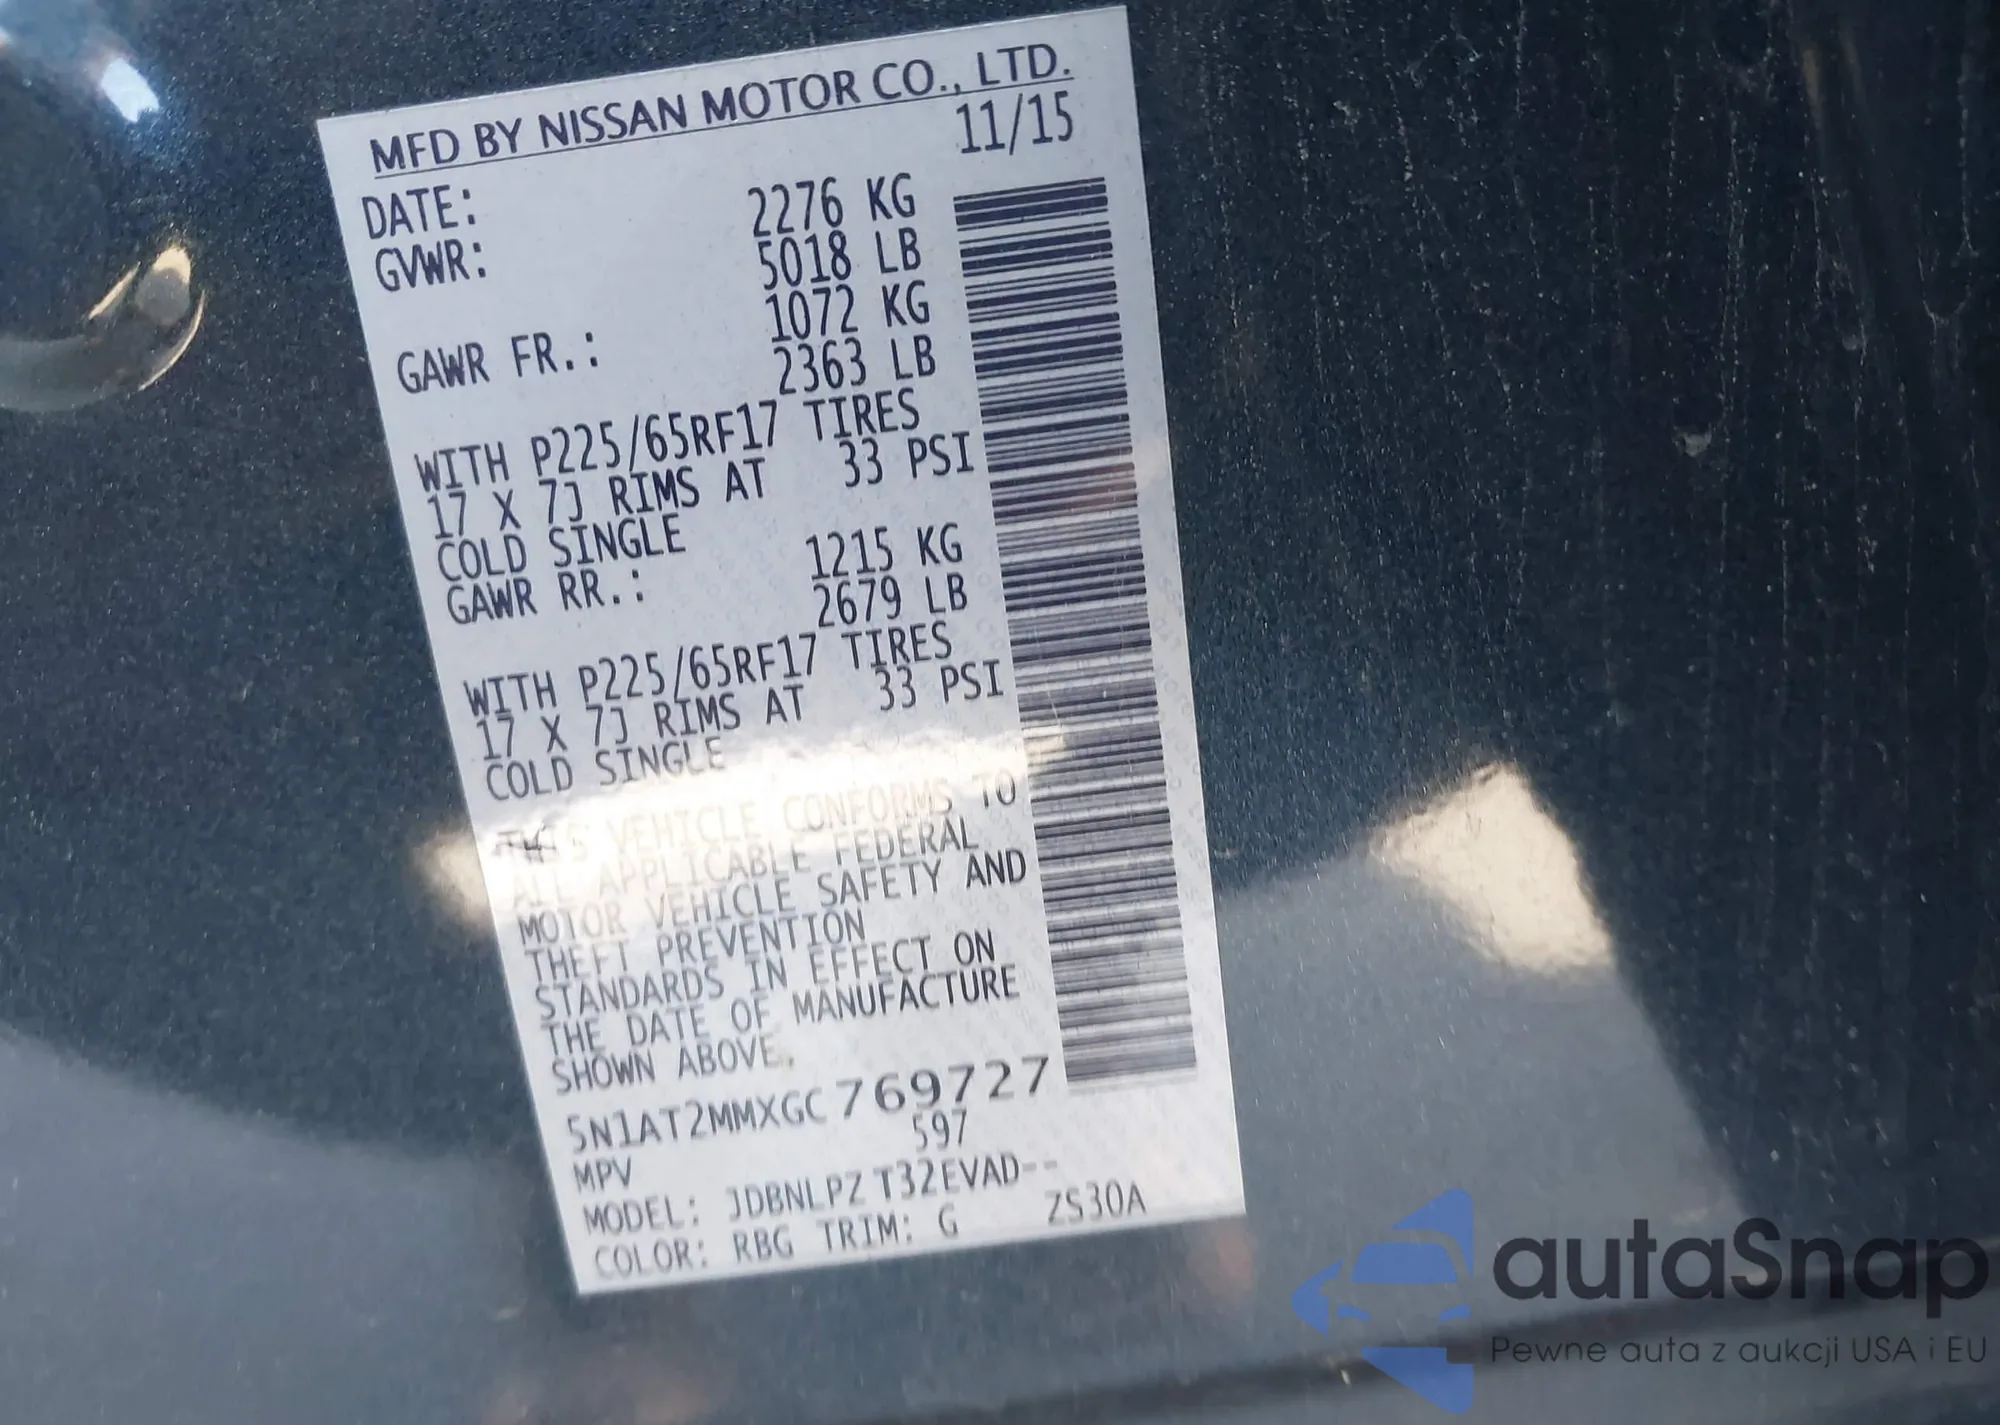 MFD BY NISSAN MOTOR CO., LTD.
DATE: 11/15
GVWR: 2276 KG
5018 LB
GAWR FR.: 1072 KG
2363 LB
WITH P225/65RF17 TIRES
17 X 7J RIMS AT 33 PSI
COLD SINGLE
GAWR RR.: 1215 KG
2679 LB
WITH P225/65RF17 TIRES
17 X 7J RIMS AT 33 PSI
COLD SINGLE
THIS VEHICLE CONFORMS TO
ALL APPLICABLE FEDERAL
MOTOR VEHICLE SAFETY AND
THEFT PREVENTION
STANDARDS IN EFFECT ON
THE DATE OF MANUFACTURE
SHOWN ABOVE.
5N1AT2MMXGC769727
MPV 597
MODEL: JDBNLPZ T32EVAD--
COLOR: RBG TRIM: G ZS30A
autaSnap
Pewne auta z aukcji USA i EU